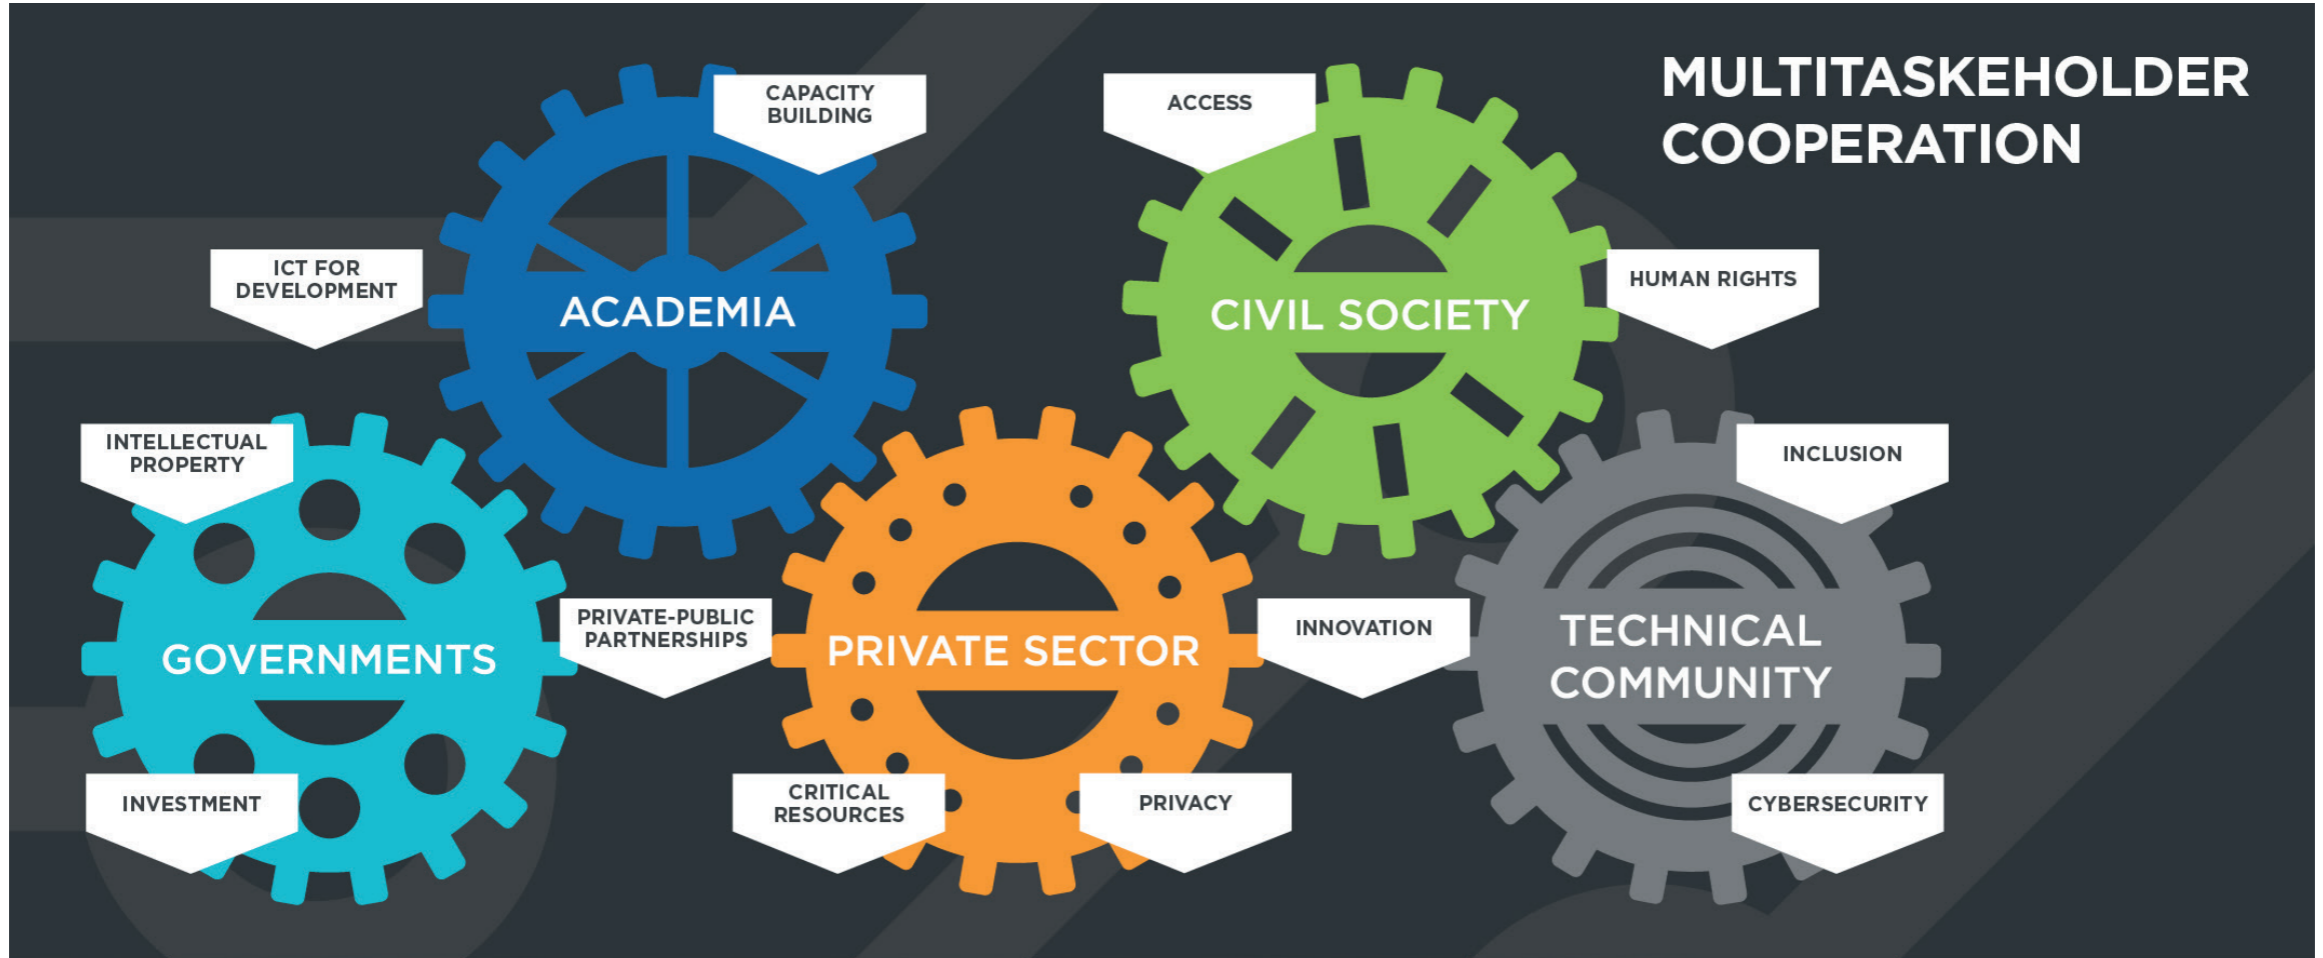 MULTITASKEHOLDER
COOPERATION
CAPACITY
BUILDING
ACCESS
ICT FOR
DEVELOPMENT
ACADEMIA
CIVIL SOCIETY
HUMAN RIGHTS
INTELLECTUAL
PROPERTY
INCLUSION
GOVERNMENTS
PRIVATE-PUBLIC
PARTNERSHIPS
PRIVATE SECTOR
INNOVATION
TECHNICAL
COMMUNITY
INVESTMENT
CRITICAL
RESOURCES
PRIVACY
CYBERSECURITY